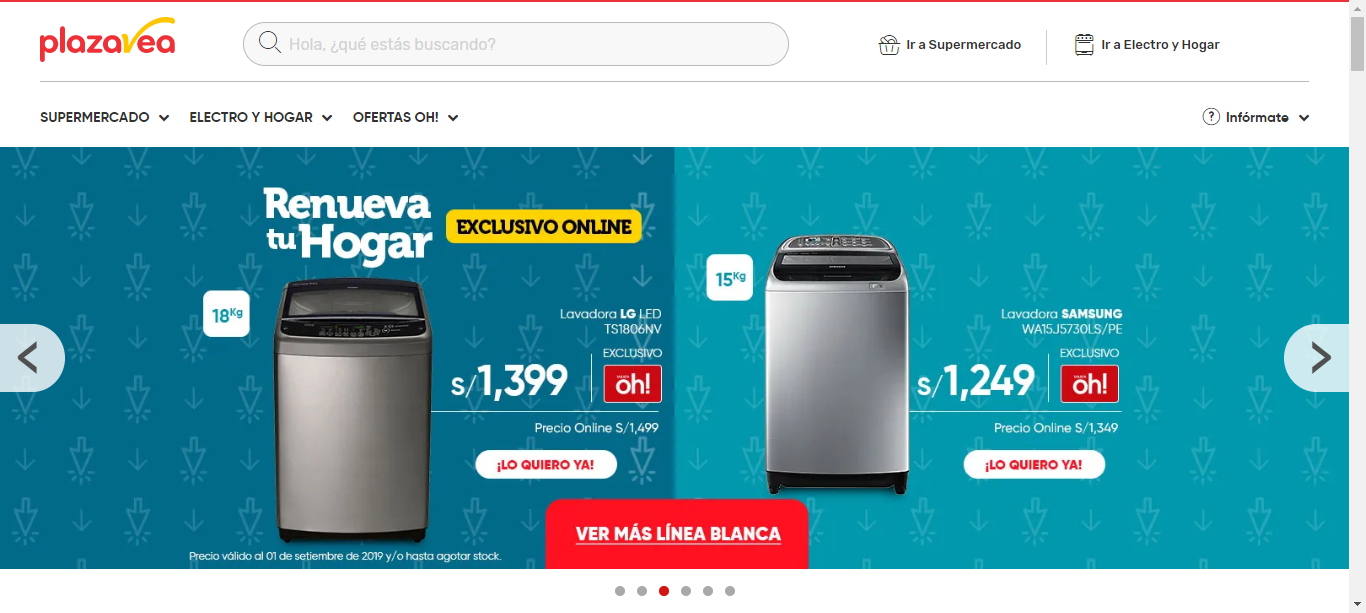 plazavea
Hola, ¿qué estás buscando?
Ir a Supermercado
Ir a Electro y Hogar
SUPERMERCADO
ELECTRO Y HOGAR
OFERTAS OH!
?
Infórmate
Renueva
tu Hogar
EXCLUSIVO ONLINE
18Kg
Lavadora LG LED
TS1806NV
S/1,399
EXCLUSIVO
oh!
Precio Online S/1,499
¡LO QUIERO YA!
Precio válido al 01 de setiembre de 2019 y/o hasta agotar stock.
15Kg
SAMSUNG
Lavadora SAMSUNG
WA15J5730LS/PE
S/1,249
EXCLUSIVO
oh!
Precio Online S/1,349
¡LO QUIERO YA!
VER MÁS LÍNEA BLANCA